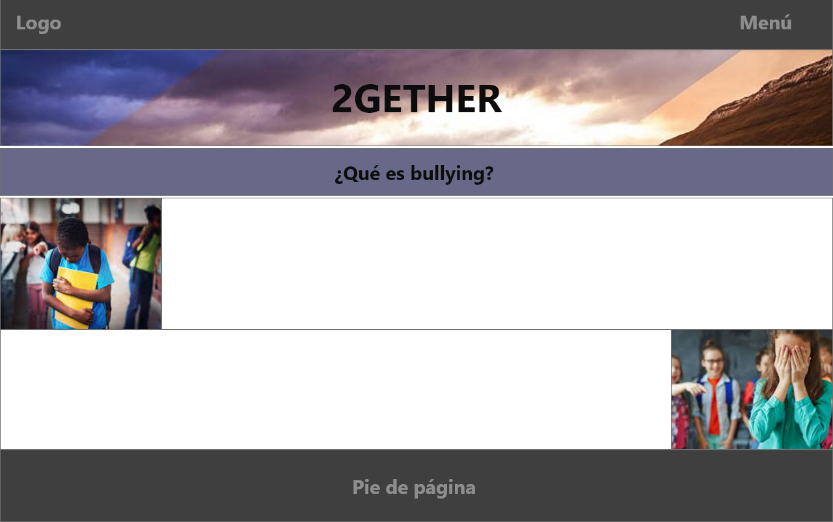 Logo
Menú
2GETHER
¿Qué es bullying?
Pie de página